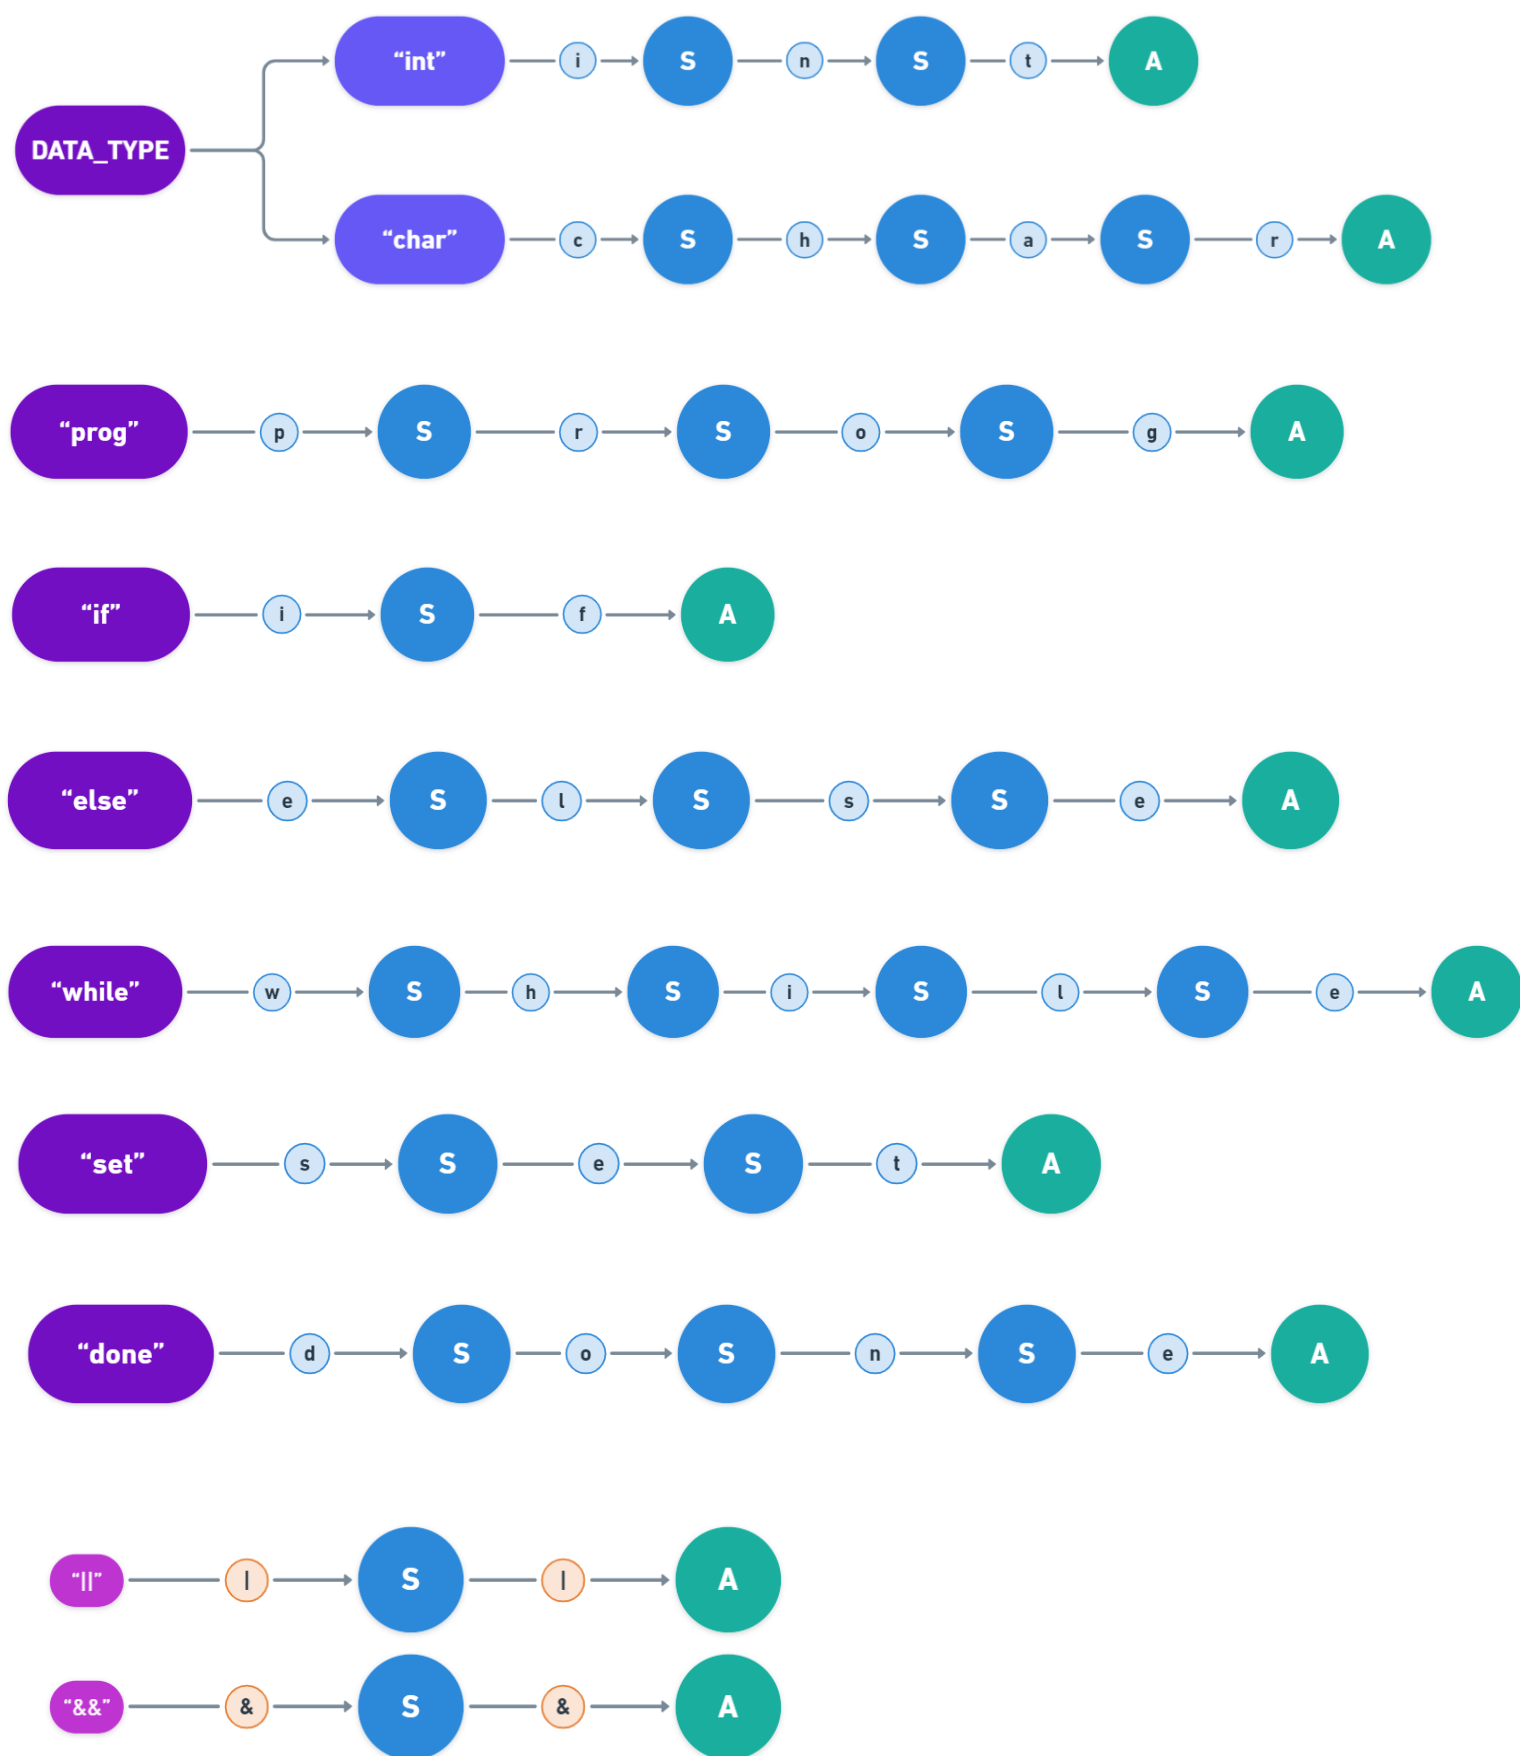 “int” i S n S t A
DATA_TYPE
“char” c S h S a S r A
“prog” p S r S o S g A
“if” i S f A
“else” e S l S s S e A
“while” w S h S i S l S e A
“set” s S e S t A
“done” d S o S n S e A
“||” | S | A
“&&” & S & A